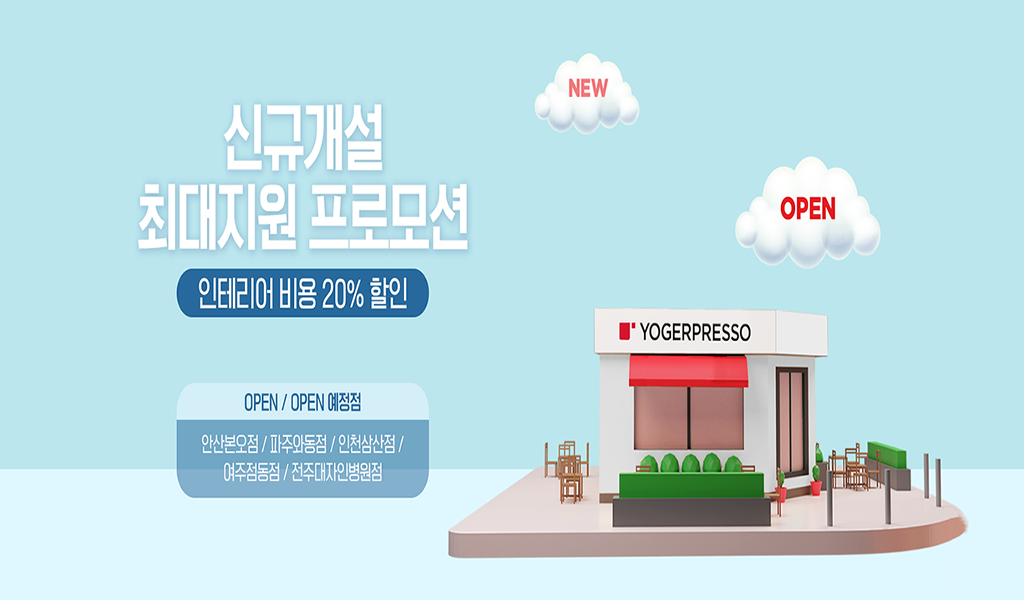 신규개설
최대지원 프로모션
인테리어 비용 20% 할인
OPEN / OPEN 예정점
안산본오점 / 파주와동점 / 인천삼산점 /
여주점동점 / 전주대자인병원점
NEW
OPEN
YOGERPRESSO